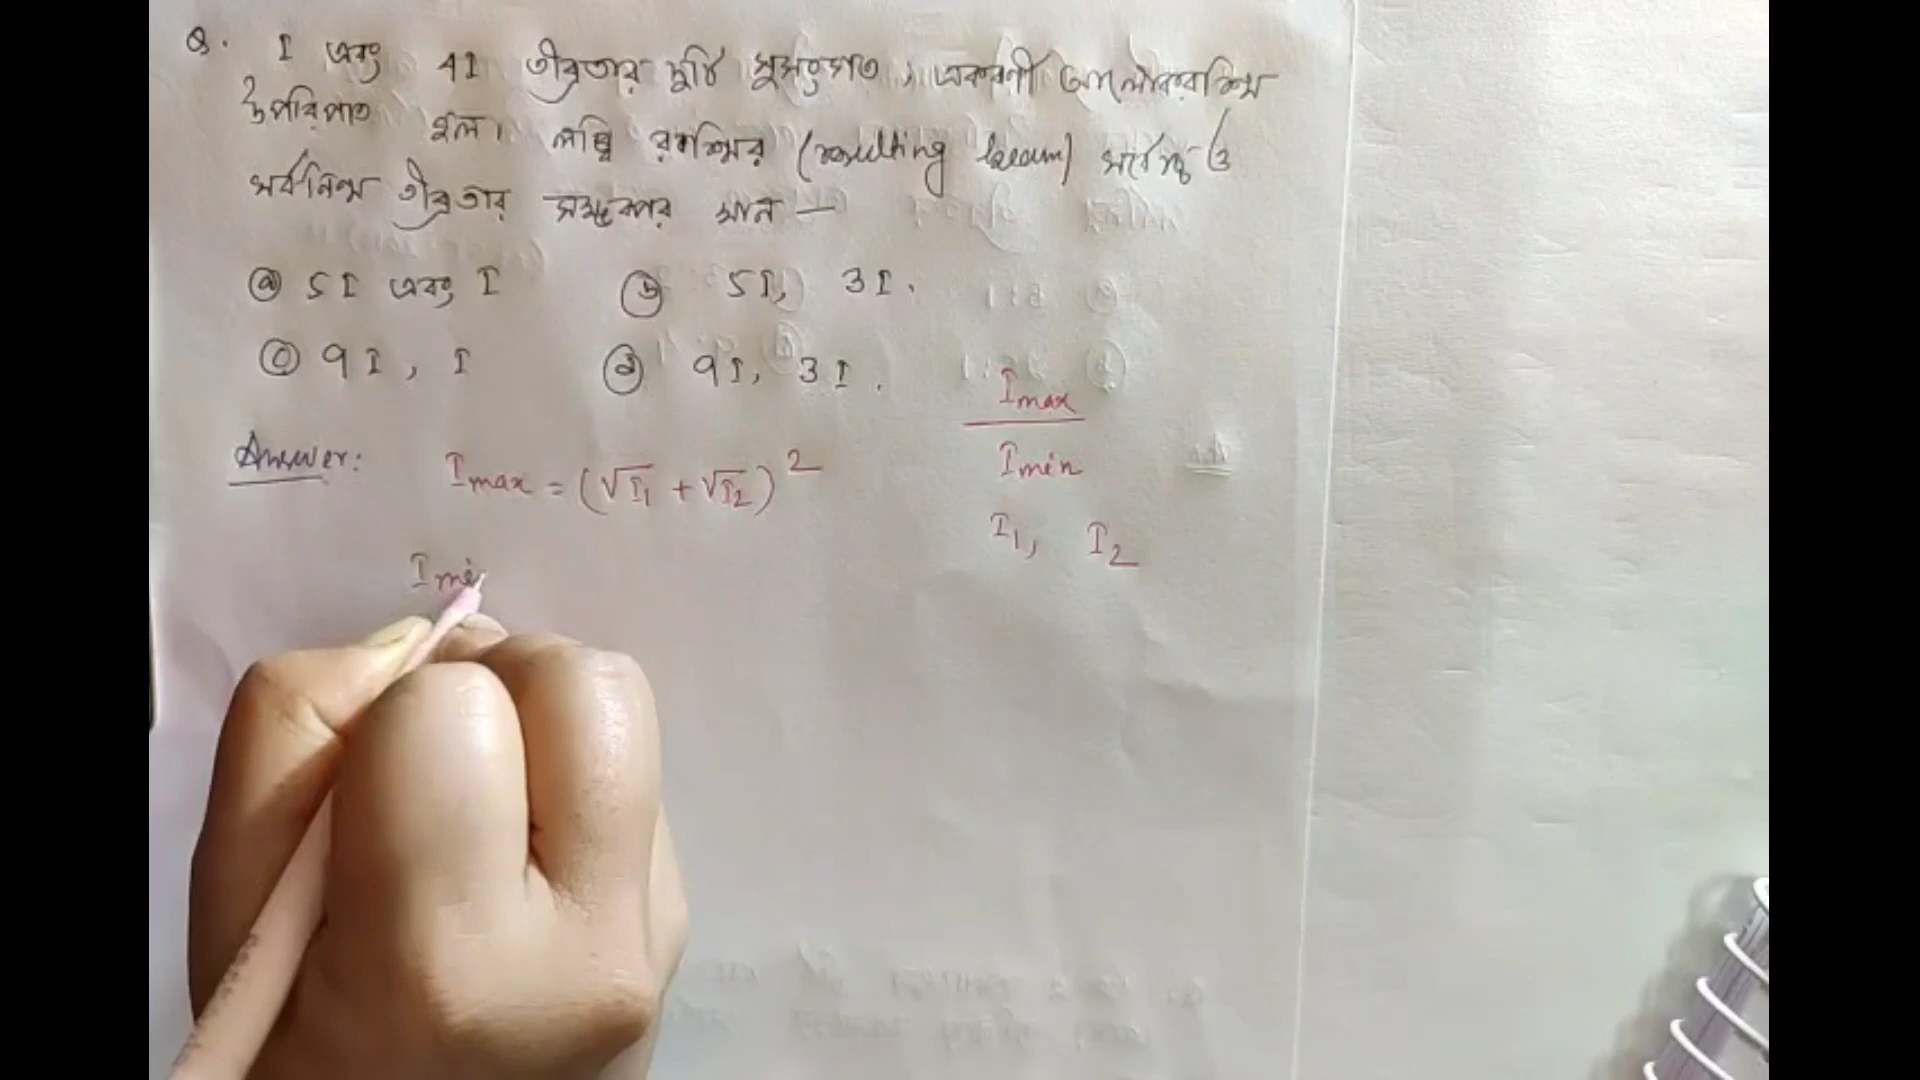 Q. I এবং 4I তীব্রতার দুটি সুসংগত, একবর্ণী আলোকরশ্মি
উপরিপাত হল। লব্ধি রশ্মির (resulting beam) সর্বোচ্চ ও
সর্বনিম্ন তীব্রতার সম্ভাব্য মান —
ⓐ 5I এবং I ⓑ 5I, 3I.
ⓒ 9I, I ⓓ 9I, 3I.
Imax
Imin
I1, I2
Answer: Imax = (√I1 + √I2)2
Imi